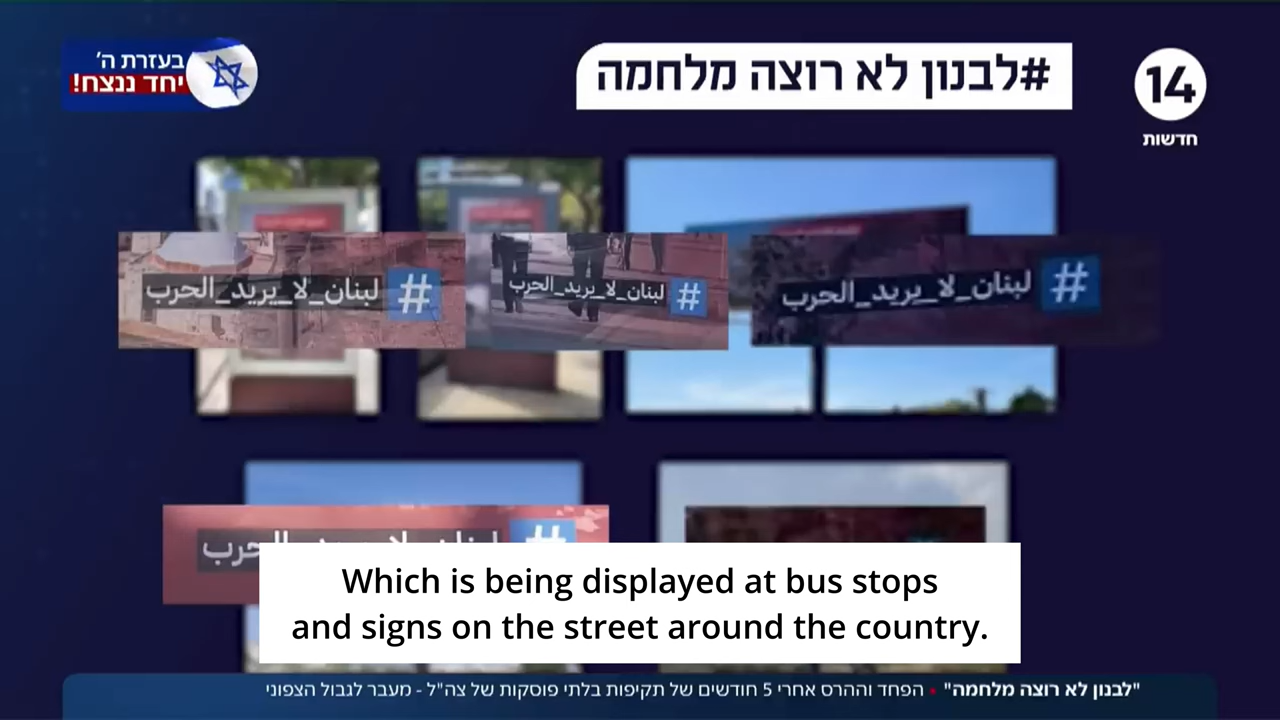 בעזרת ה'
יחד ננצח!
#לבנון לא רוצה מלחמה
14
חדשות
#لبنان_لا_يريد_الحرب
#لبنان_لا_يريد_الحرب
#لبنان_لا_يريد_الحرب
Which is being displayed at bus stops
and signs on the street around the country.
"לבנון לא רוצה מלחמה" • הפחד וההרס אחרי 5 חודשים של תקיפות בלתי פוסקות של צה"ל - מעבר לגבול הצפוני